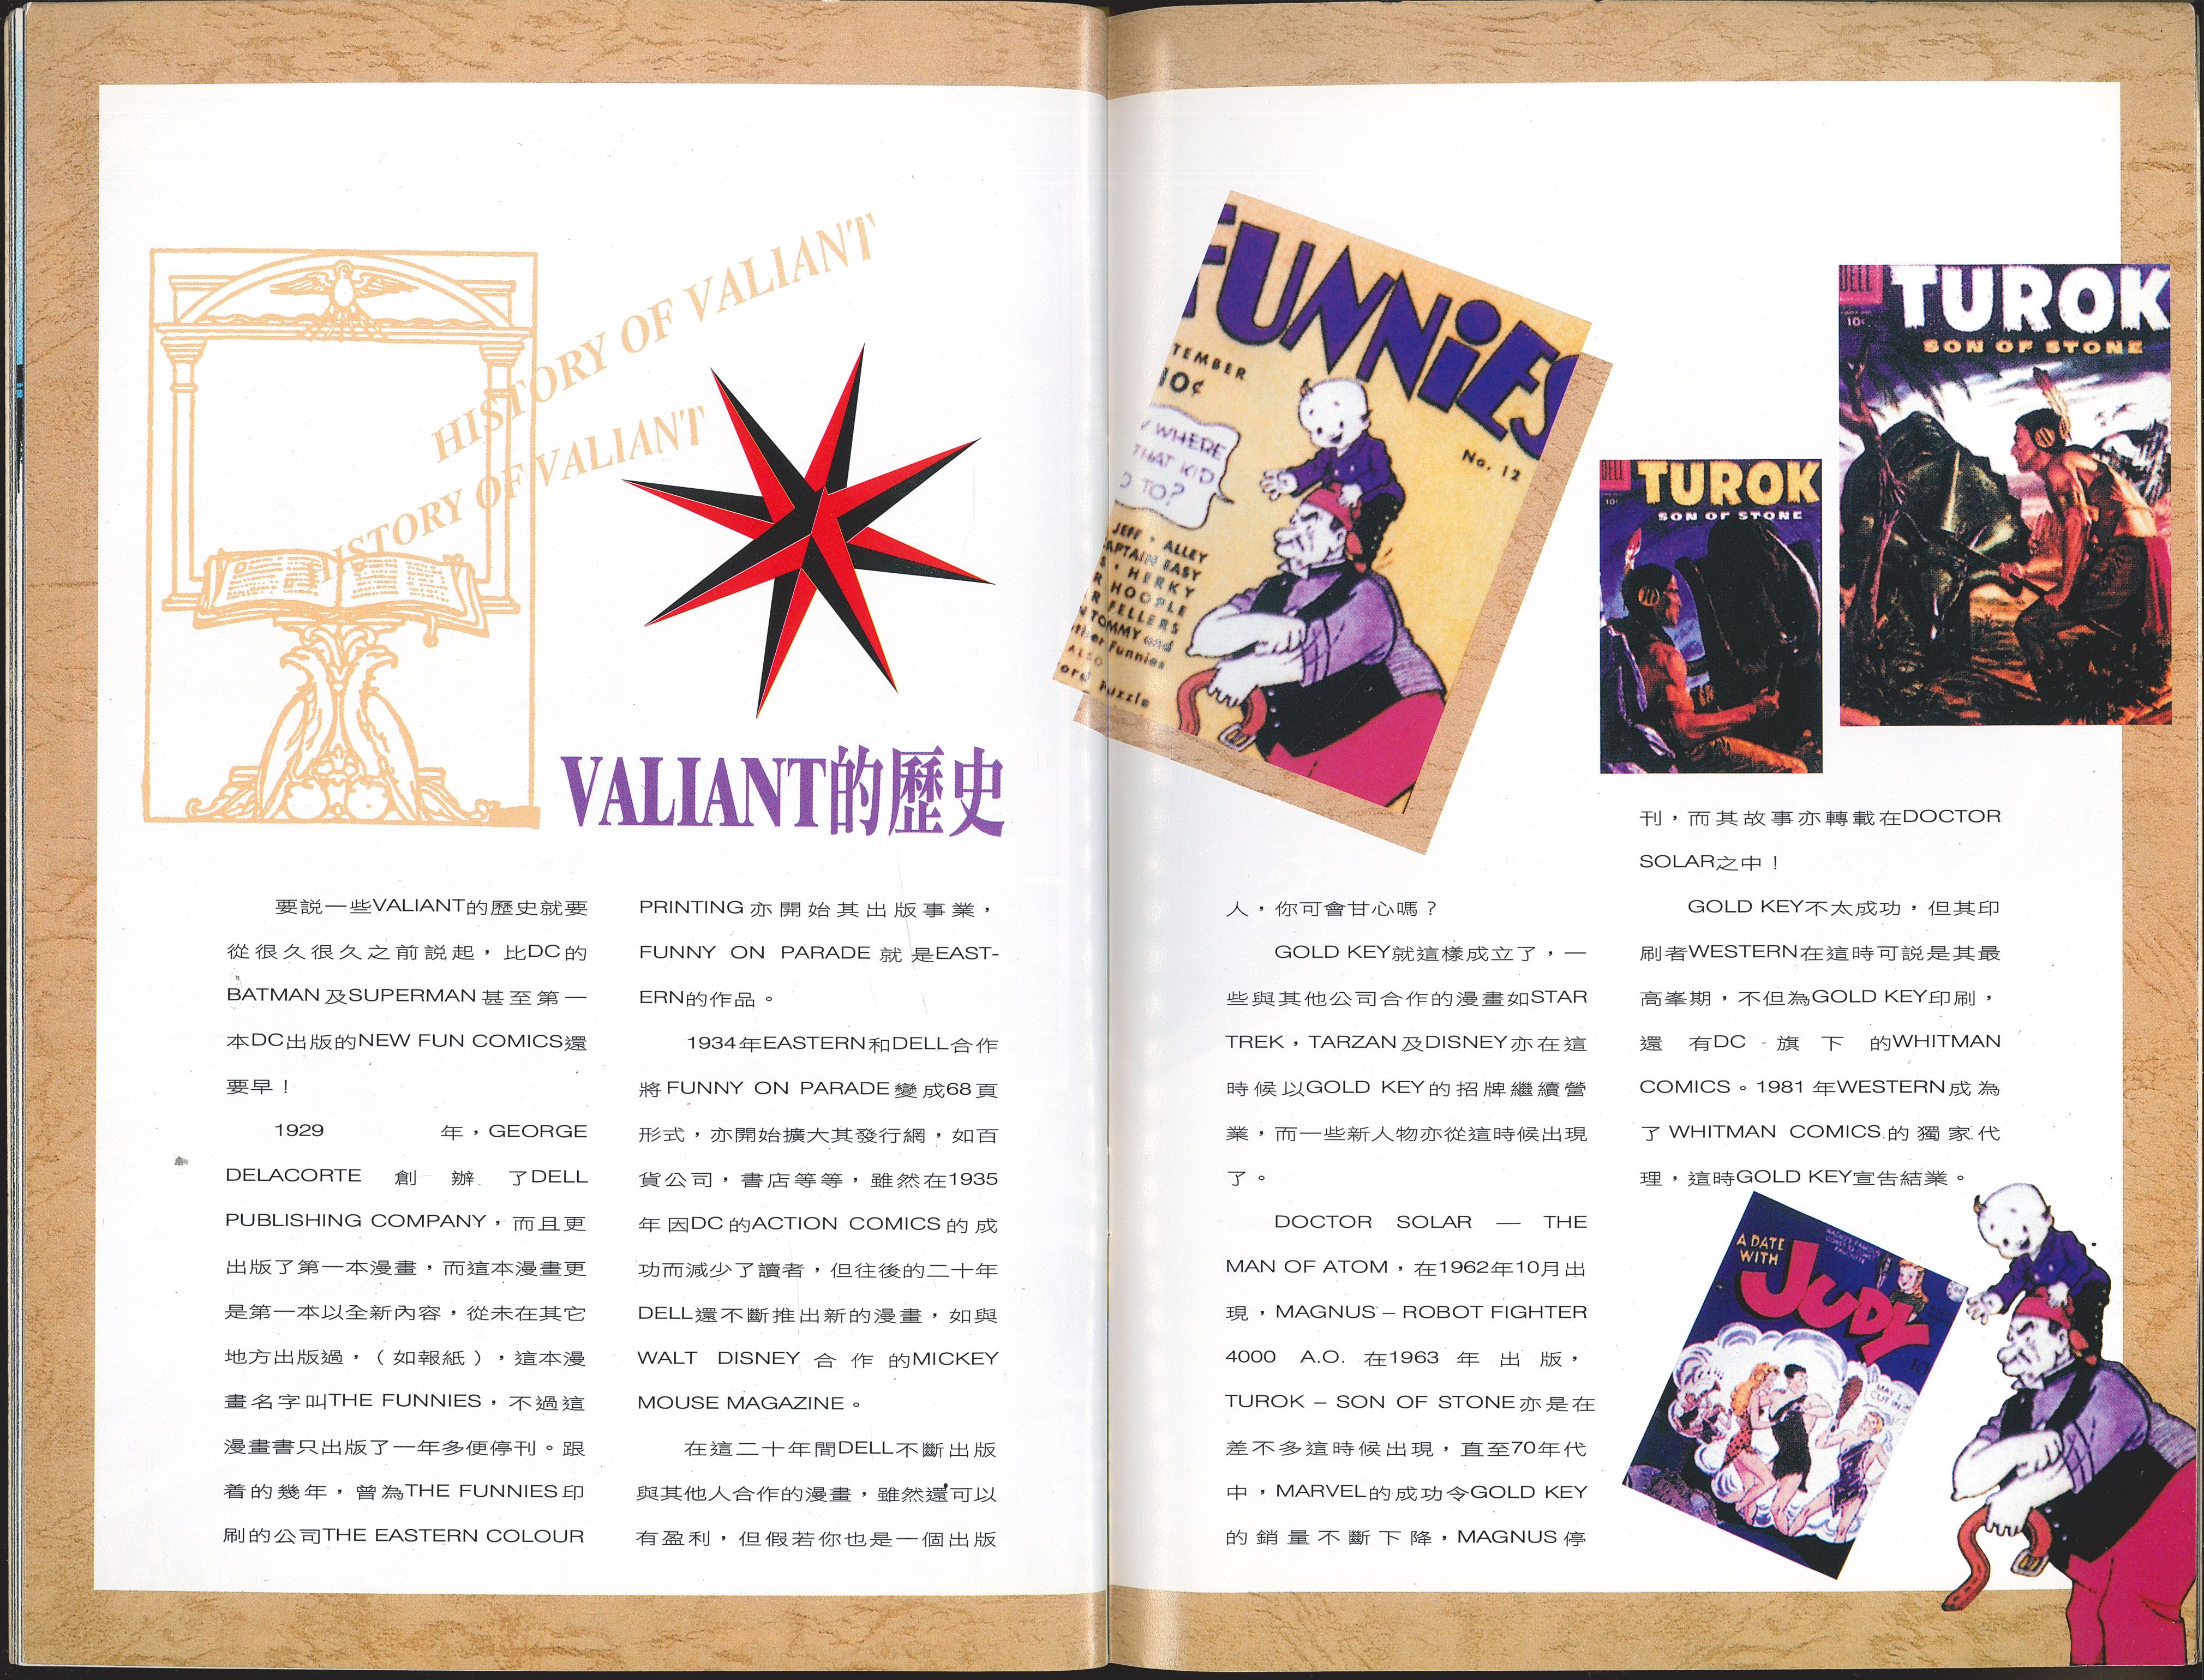 HISTORY OF VALIANT
HISTORY OF VALIANT
VALIANT的歷史
要説一些VALIANT的歷史就要
從很久很久之前説起，比DC的
BATMAN及SUPERMAN甚至第一
本DC出版的NEW FUN COMICS還
要早！
1929年，GEORGE
DELACORTE創辦了DELL
PUBLISHING COMPANY，而且更
出版了第一本漫畫，而這本漫畫更
是第一本以全新內容，從未在其它
地方出版過，（如報紙），這本漫
畫名字叫THE FUNNIES，不過這
漫畫書只出版了一年多便停刊。跟
着的幾年，曾為THE FUNNIES印
刷的公司THE EASTERN COLOUR
PRINTING亦開始其出版事業，
FUNNY ON PARADE就是EAST-
ERN的作品。
1934年EASTERN和DELL合作
將FUNNY ON PARADE變成68頁
形式，亦開始擴大其發行網，如百
貨公司，書店等等，雖然在1935
年因DC的ACTION COMICS的成
功而減少了讀者，但往後的二十年
DELL還不斷推出新的漫畫，如與
WALT DISNEY合作的MICKEY
MOUSE MAGAZINE。
在這二十年間DELL不斷出版
與其他人合作的漫畫，雖然還可以
有盈利，但假若你也是一個出版
FUNNIES
TEMBER
10¢
No. 12
WHERE
THAT KID
TO?
JEFF • ALLEY
CAPTAIN EASY
S • HERKY
R HOOPLE
R FELLERS
TOMMY and
ther Funnies
ALSO
ord Puzzle
DELL
10¢
TUROK
SON OF STONE
DELL
10¢
TUROK
SON OF STONE
人，你可會甘心嗎？
GOLD KEY就這樣成立了，一
些與其他公司合作的漫畫如STAR
TREK，TARZAN及DISNEY亦在這
時候以GOLD KEY的招牌繼續營
業，而一些新人物亦從這時候出現
了。
DOCTOR SOLAR — THE
MAN OF ATOM，在1962年10月出
現，MAGNUS – ROBOT FIGHTER
4000 A.O.在1963年出版，
TUROK – SON OF STONE亦是在
差不多這時候出現，直至70年代
中，MARVEL的成功令GOLD KEY
的銷量不斷下降，MAGNUS停
刊，而其故事亦轉載在DOCTOR
SOLAR之中！
GOLD KEY不太成功，但其印
刷者WESTERN在這時可説是其最
高峯期，不但為GOLD KEY印刷，
還有DC旗下的WHITMAN
COMICS。1981年WESTERN成為
了WHITMAN COMICS的獨家代
理，這時GOLD KEY宣告結業。
A DATE
WITH
JUDY
10
MAY I
CUT IN